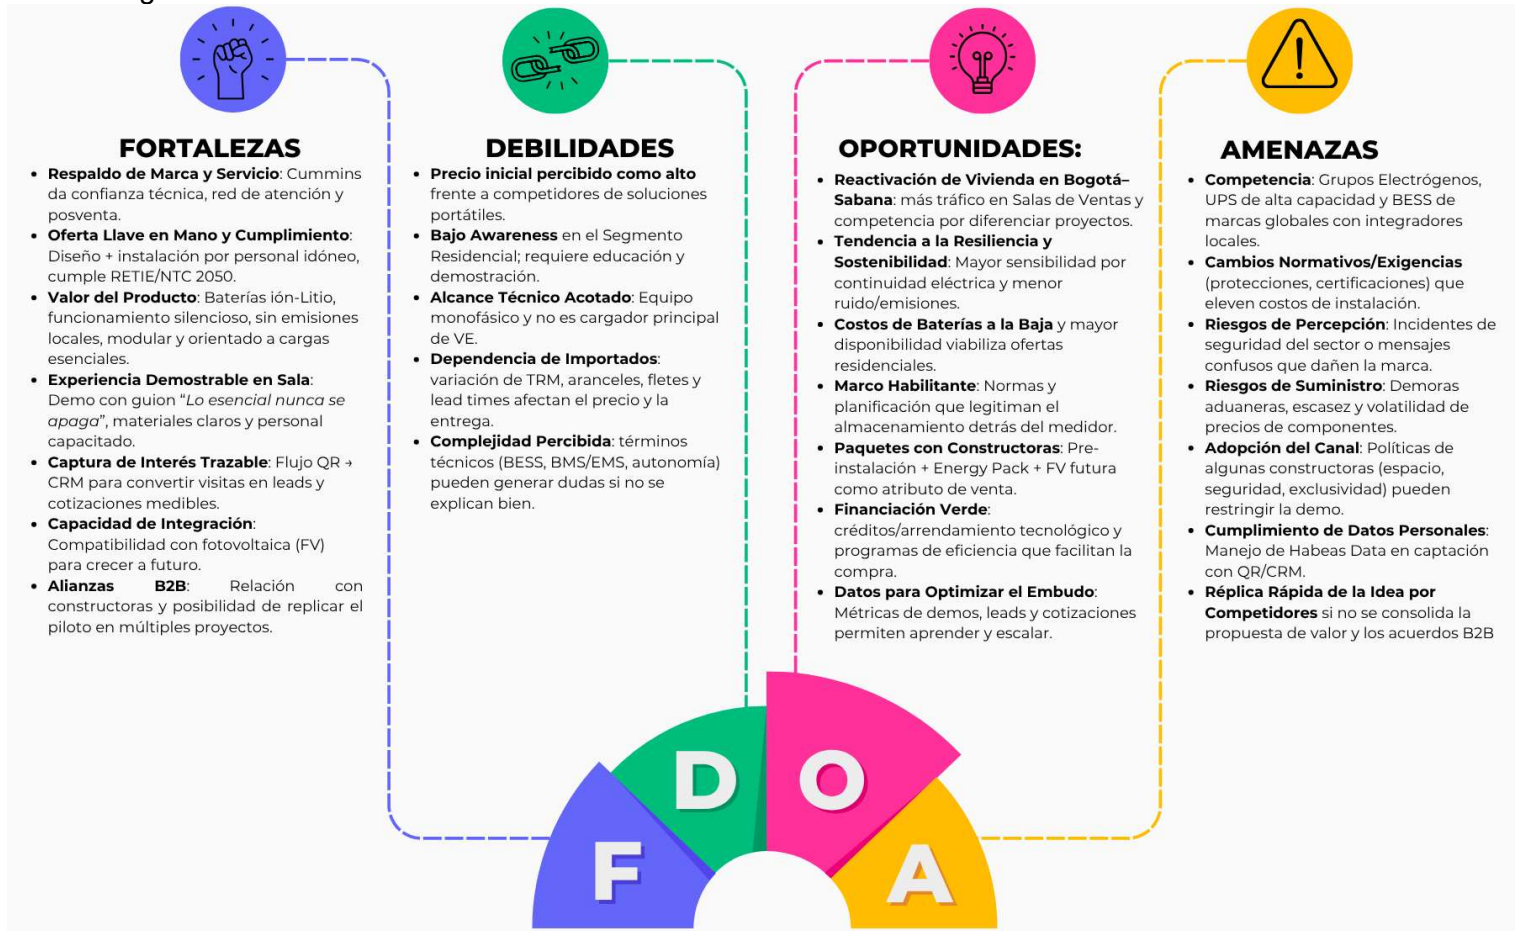 FORTALEZAS
• Respaldo de Marca y Servicio: Cummins
da confianza técnica, red de atención y
posventa.
• Oferta Llave en Mano y Cumplimiento:
Diseño + instalación por personal idóneo,
cumple RETIE/NTC 2050.
• Valor del Producto: Baterías ión-Litio,
funcionamiento silencioso, sin emisiones
locales, modular y orientado a cargas
esenciales.
• Experiencia Demostrable en Sala:
Demo con guion “Lo esencial nunca se
apaga”, materiales claros y personal
capacitado.
• Captura de Interés Trazable: Flujo QR →
CRM para convertir visitas en leads y
cotizaciones medibles.
• Capacidad de Integración:
Compatibilidad con fotovoltaica (FV)
para crecer a futuro.
• Alianzas B2B: Relación con
constructoras y posibilidad de replicar el
piloto en múltiples proyectos.
DEBILIDADES
• Precio inicial percibido como alto
frente a competidores de soluciones
portátiles.
• Bajo Awareness en el Segmento
Residencial; requiere educación y
demostración.
• Alcance Técnico Acotado: Equipo
monofásico y no es cargador principal
de VE.
• Dependencia de Importados:
variación de TRM, aranceles, fletes y
lead times afectan el precio y la
entrega.
• Complejidad Percibida: términos
técnicos (BESS, BMS/EMS, autonomía)
pueden generar dudas si no se
explican bien.
OPORTUNIDADES:
• Reactivación de Vivienda en Bogotá–
Sabana: más tráfico en Salas de Ventas y
competencia por diferenciar proyectos.
• Tendencia a la Resiliencia y
Sostenibilidad: Mayor sensibilidad por
continuidad eléctrica y menor
ruido/emisiones.
• Costos de Baterías a la Baja y mayor
disponibilidad viabiliza ofertas
residenciales.
• Marco Habilitante: Normas y
planificación que legitiman el
almacenamiento detrás del medidor.
• Paquetes con Constructoras: Pre-
instalación + Energy Pack + FV futura
como atributo de venta.
• Financiación Verde:
créditos/arrendamiento tecnológico y
programas de eficiencia que facilitan la
compra.
• Datos para Optimizar el Embudo:
Métricas de demos, leads y cotizaciones
permiten aprender y escalar.
AMENAZAS
• Competencia: Grupos Electrógenos,
UPS de alta capacidad y BESS de
marcas globales con integradores
locales.
• Cambios Normativos/Exigencias
(protecciones, certificaciones) que
eleven costos de instalación.
• Riesgos de Percepción: Incidentes de
seguridad del sector o mensajes
confusos que dañen la marca.
• Riesgos de Suministro: Demoras
aduaneras, escasez y volatilidad de
precios de componentes.
• Adopción del Canal: Políticas de
algunas constructoras (espacio,
seguridad, exclusividad) pueden
restringir la demo.
• Cumplimiento de Datos Personales:
Manejo de Habeas Data en captación
con QR/CRM.
• Réplica Rápida de la Idea por
Competidores si no se consolida la
propuesta de valor y los acuerdos B2B
F
D
O
A